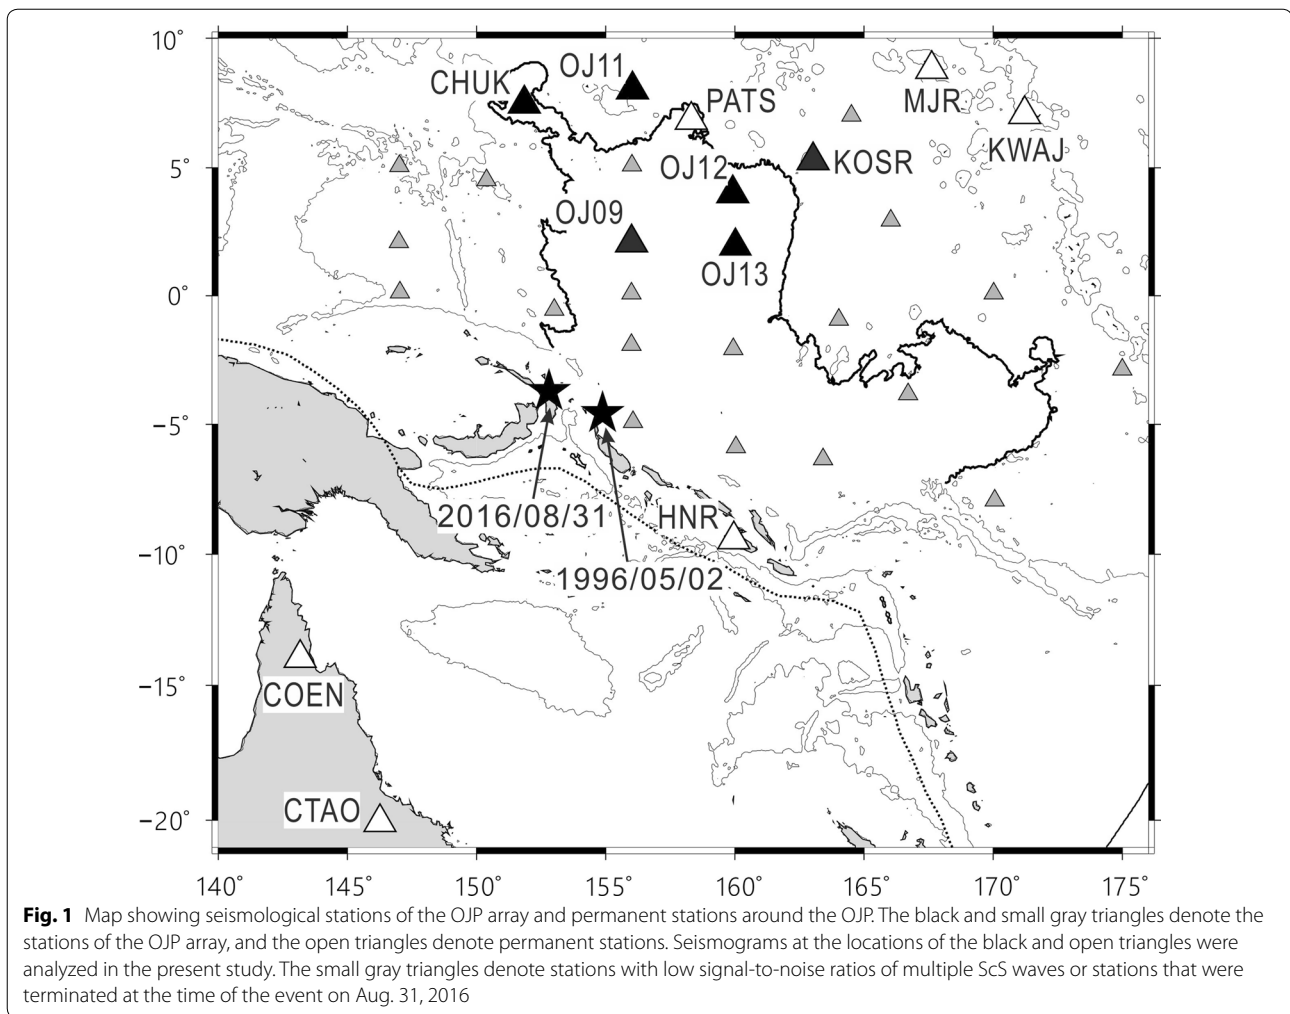 10°
5°
0°
−5°
−10°
−15°
−20°
CHUK
OJ11
PATS
MJR
KWAJ
OJ12
KOSR
OJ09
OJ13
2016/08/31
HNR
1996/05/02
COEN
CTAO
140°
145°
150°
155°
160°
165°
170°
175°
Fig. 1 Map showing seismological stations of the OJP array and permanent stations around the OJP. The black and small gray triangles denote the
stations of the OJP array, and the open triangles denote permanent stations. Seismograms at the locations of the black and open triangles were
analyzed in the present study. The small gray triangles denote stations with low signal-to-noise ratios of multiple ScS waves or stations that were
terminated at the time of the event on Aug. 31, 2016